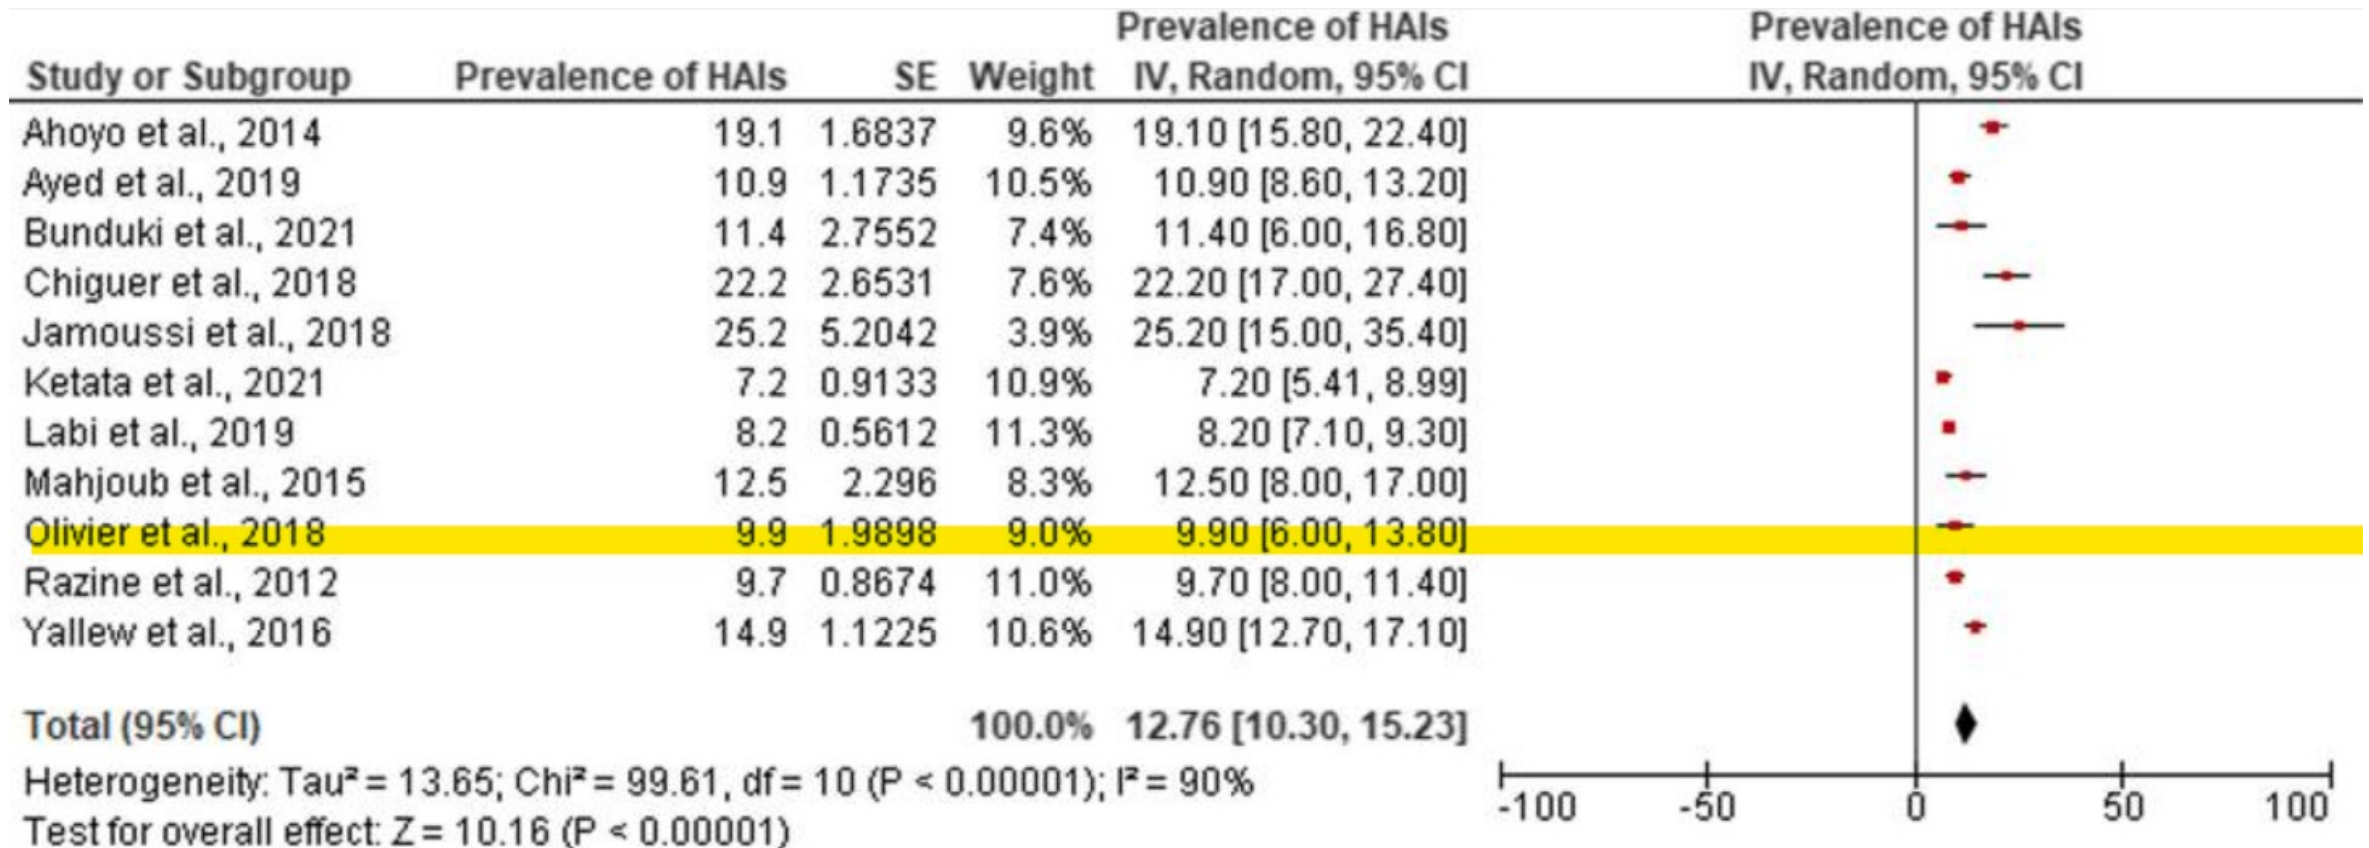 Prevalence of HAIs Prevalence of HAIs
Study or Subgroup Prevalence of HAIs SE Weight IV, Random, 95% CI IV, Random, 95% CI
Ahoyo et al., 2014 19.1 1.6837 9.6% 19.10 [15.80, 22.40]
Ayed et al., 2019 10.9 1.1735 10.5% 10.90 [8.60, 13.20]
Bunduki et al., 2021 11.4 2.7552 7.4% 11.40 [6.00, 16.80]
Chiguer et al., 2018 22.2 2.6531 7.6% 22.20 [17.00, 27.40]
Jamoussi et al., 2018 25.2 5.2042 3.9% 25.20 [15.00, 35.40]
Ketata et al., 2021 7.2 0.9133 10.9% 7.20 [5.41, 8.99]
Labi et al., 2019 8.2 0.5612 11.3% 8.20 [7.10, 9.30]
Mahjoub et al., 2015 12.5 2.296 8.3% 12.50 [8.00, 17.00]
Olivier et al., 2018 9.9 1.9898 9.0% 9.90 [6.00, 13.80]
Razine et al., 2012 9.7 0.8674 11.0% 9.70 [8.00, 11.40]
Yallew et al., 2016 14.9 1.1225 10.6% 14.90 [12.70, 17.10]
Total (95% CI) 100.0% 12.76 [10.30, 15.23]
Heterogeneity: Tau² = 13.65; Chi² = 99.61, df = 10 (P < 0.00001); I² = 90%
-100 -50 0 50 100
Test for overall effect: Z = 10.16 (P < 0.00001)